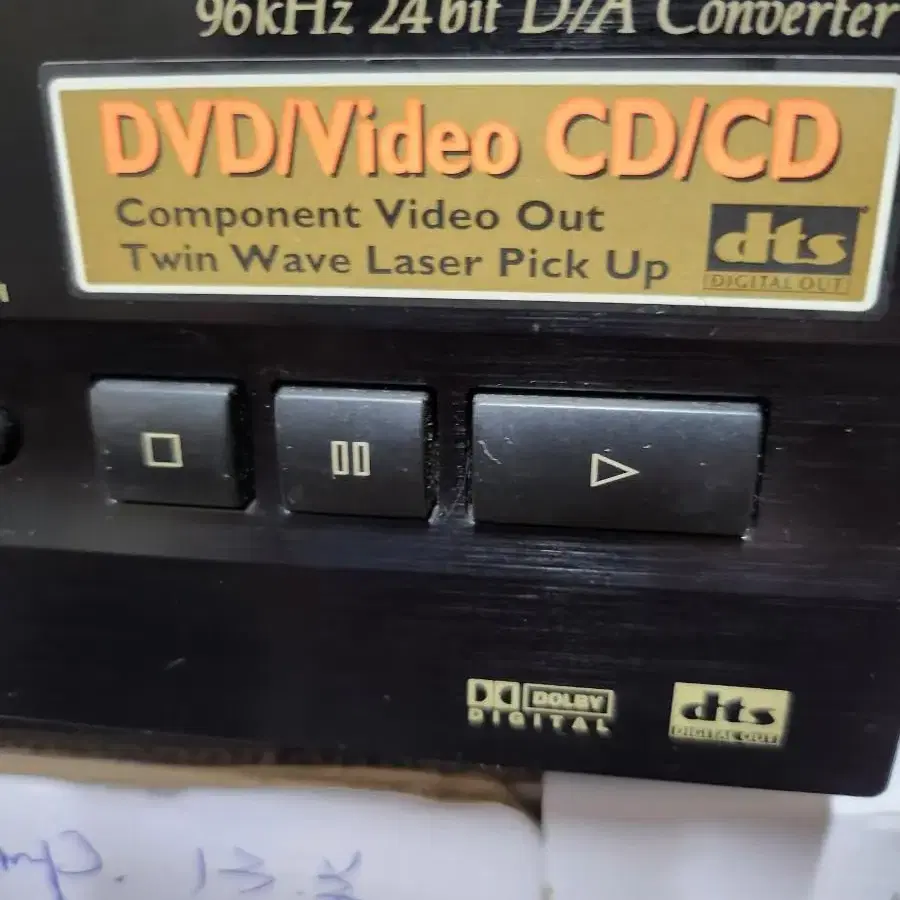 96kHz 24bit D/A Converter
DVD/Video CD/CD
Component Video Out
Twin Wave Laser Pick Up
dts
DIGITAL OUT
DOLBY
DIGITAL
dts
DIGITAL OUT